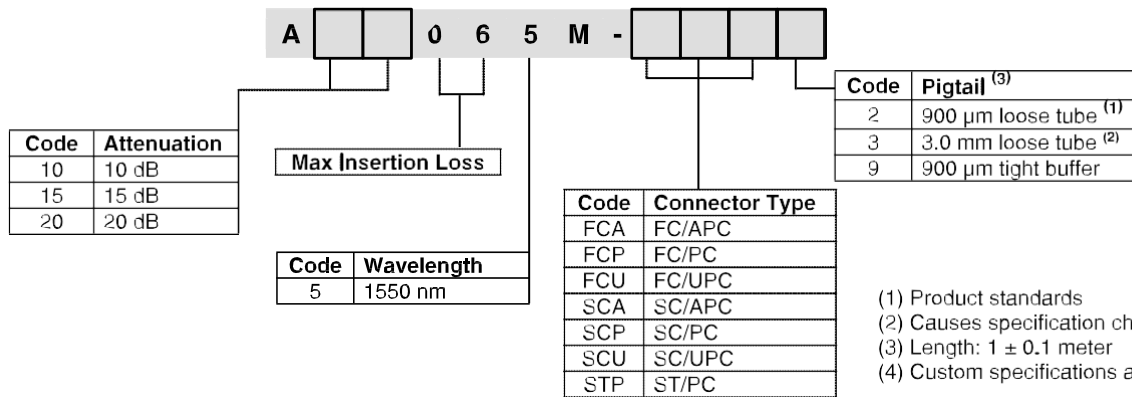 A 0 6 5 M -
Code Pigtail (3)
2 900 µm loose tube (1)
3 3.0 mm loose tube (2)
9 900 µm tight buffer
Code Attenuation
10 10 dB
15 15 dB
20 20 dB
Max Insertion Loss
Code Connector Type
FCA FC/APC
FCP FC/PC
FCU FC/UPC
SCA SC/APC
SCP SC/PC
SCU SC/UPC
STP ST/PC
Code Wavelength
5 1550 nm
(1) Product standards
(2) Causes specification ch
(3) Length: 1 ± 0.1 meter
(4) Custom specifications a